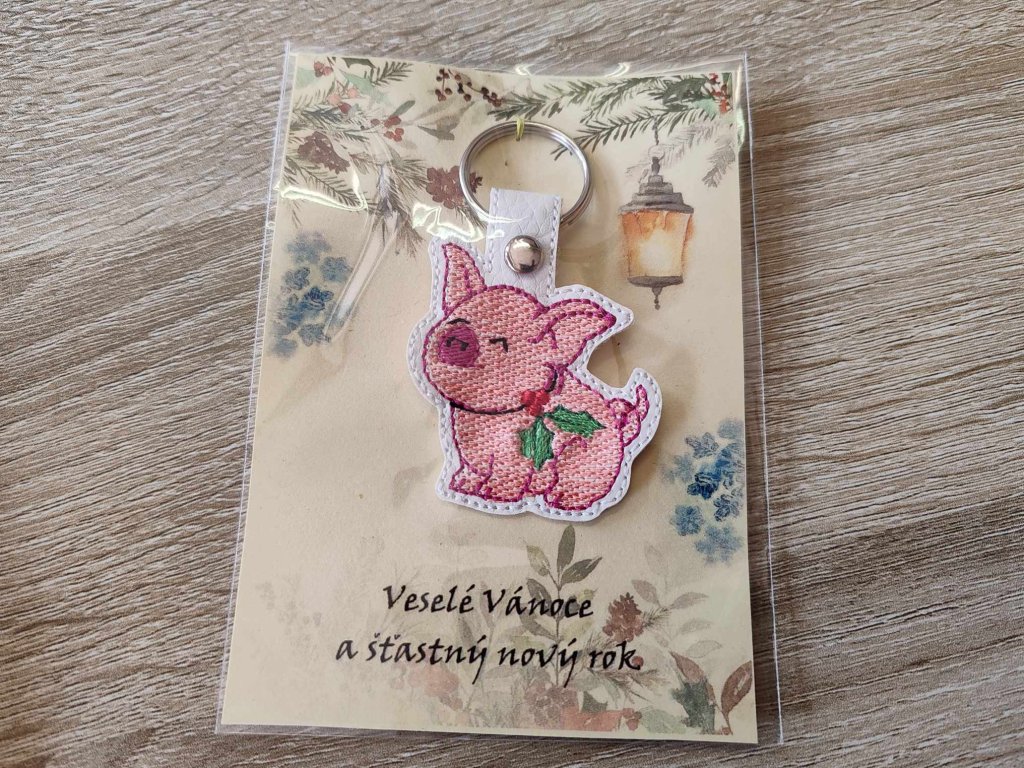 Veselé Vánoce
a šťastný nový rok